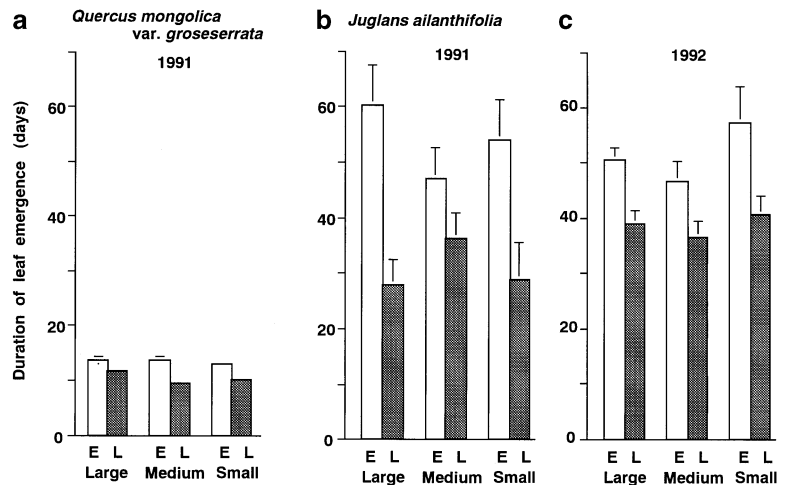 a
Quercus mongolica
var. groseserrata
1991
Duration of leaf emergence (days)
60
40
20
0
E L E L E L
Large Medium Small
b
Juglans ailanthifolia
1991
60
40
20
0
E L E L E L
Large Medium Small
c
1992
60
40
20
0
E L E L E L
Large Medium Small